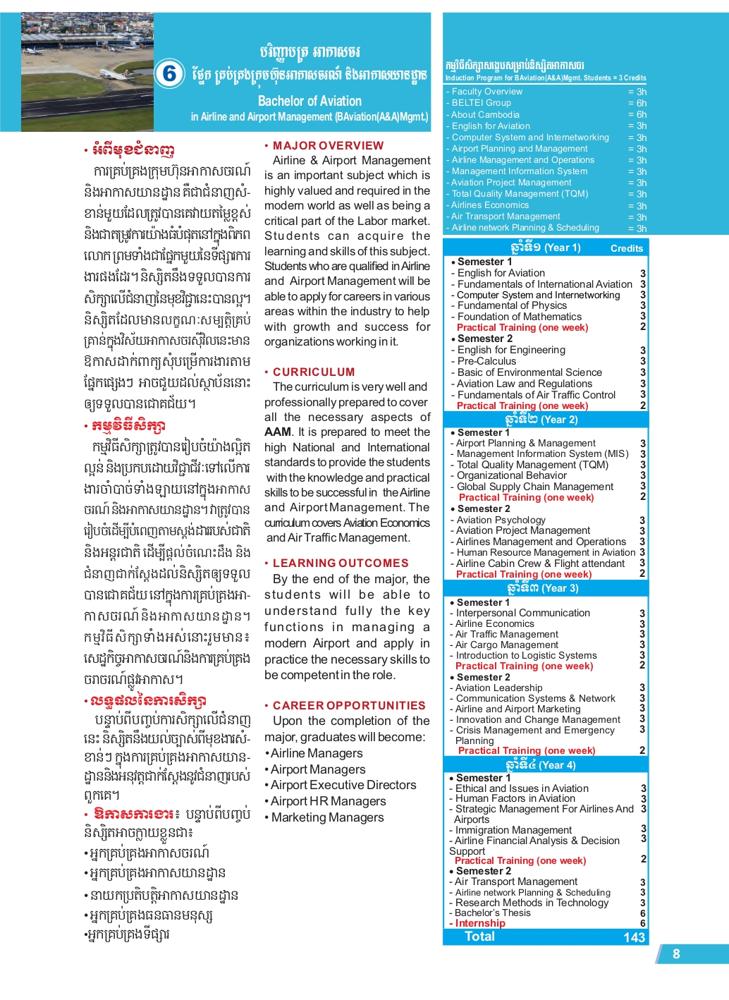 បរិញ្ញាបត្រ អាកាសចរ
6
ផ្នែក គ្រប់គ្រងក្រុមហ៊ុនអាកាសចរណ៍ និងអាកាសយានដ្ឋាន
Bachelor of Aviation
in Airline and Airport Management (BAviation(A&A)Mgmt.)
• អំពីមុខជំនាញ
ការគ្រប់គ្រងក្រុមហ៊ុនអាកាសចរណ៍
និងអាកាសយានដ្ឋាន គឺជាជំនាញសំ-
ខាន់មួយដែលត្រូវបានគេវាយតម្លៃខ្ពស់
និងជាតម្រូវការយ៉ាងធំបំផុតនៅក្នុងពិភព
លោក ព្រមទាំងជាផ្នែកមួយនៃទីផ្សារការ
ងារផងដែរ។ និស្សិតនឹងទទួលបានការ
សិក្សាលើជំនាញនៃមុខវិជ្ជានេះបានល្អ។
និស្សិតដែលមានលក្ខណៈសម្បត្តិគ្រប់
គ្រាន់ក្នុងវិស័យអាកាសចរស៊ីវិលនេះមាន
ឱកាសដាក់ពាក្យសុំបម្រើការងារតាម
ផ្នែកផ្សេងៗ អាចជួយដល់ស្ថាប័ននោះ
ឲ្យទទួលបានជោគជ័យ។
• កម្មវិធីសិក្សា
កម្មវិធីសិក្សាត្រូវបានរៀបចំយ៉ាងល្អិត
ល្អន់ និងប្រកបដោយវិជ្ជាជីវៈទៅលើការ
ងារចាំបាច់ទាំងឡាយនៅក្នុងអាកាស
ចរណ៍ និងអាកាសយានដ្ឋាន។ វាត្រូវបាន
រៀបចំដើម្បីបំពេញតាមស្តង់ដាររបស់ជាតិ
និងអន្តរជាតិ ដើម្បីផ្តល់ចំណេះដឹង និង
ជំនាញជាក់ស្តែងដល់និស្សិតឲ្យទទួល
បានជោគជ័យ នៅក្នុងការគ្រប់គ្រងអា-
កាសចរណ៍ និងអាកាសយានដ្ឋាន។
កម្មវិធីសិក្សាទាំងអស់នោះរួមមាន៖
សេដ្ឋកិច្ចអាកាសចរណ៍និងការគ្រប់គ្រង
ចរាចរណ៍ផ្លូវអាកាស។
• លទ្ធផលនៃការសិក្សា
បន្ទាប់ពីបញ្ចប់ការសិក្សាលើជំនាញ
នេះ និស្សិតនឹងយល់ច្បាស់ពីមុខងារសំ-
ខាន់ៗ ក្នុងការគ្រប់គ្រងអាកាសយាន-
ដ្ឋាននិងអនុវត្តជាក់ស្តែងនូវជំនាញរបស់
ពួកគេ។
• ឱកាសការងារ៖ បន្ទាប់ពីបញ្ចប់
និស្សិតអាចក្លាយខ្លួនជា៖
• អ្នកគ្រប់គ្រងអាកាសចរណ៍
• អ្នកគ្រប់គ្រងអាកាសយានដ្ឋាន
• នាយកប្រតិបត្តិអាកាសយានដ្ឋាន
• អ្នកគ្រប់គ្រងធនធានមនុស្ស
• អ្នកគ្រប់គ្រងទីផ្សារ
• MAJOR OVERVIEW
Airline & Airport Management
is an important subject which is
highly valued and required in the
modern world as well as being a
critical part of the Labor market.
Students can acquire the
learning and skills of this subject.
Students who are qualified in Airline
and Airport Management will be
able to apply for careers in various
areas within the industry to help
with growth and success for
organizations working in it.
• CURRICULUM
The curriculum is very well and
professionally prepared to cover
all the necessary aspects of
AAM. It is prepared to meet the
high National and International
standards to provide the students
with the knowledge and practical
skills to be successful in the Airline
and Airport Management. The
curriculum covers Aviation Economics
and Air Traffic Management.
• LEARNING OUTCOMES
By the end of the major, the
students will be able to
understand fully the key
functions in managing a
modern Airport and apply in
practice the necessary skills to
be competent in the role.
• CAREER OPPORTUNITIES
Upon the completion of the
major, graduates will become:
• Airline Managers
• Airport Managers
• Airport Executive Directors
• Airport HR Managers
• Marketing Managers
កម្មវិធីសិក្សាសង្ខេបសម្រាប់និស្សិតអាកាសចរ
Induction Program for BAviation(A&A)Mgmt. Students = 3 Credits
- Faculty Overview = 3h
- BELTEI Group = 6h
- About Cambodia = 6h
- English for Aviation = 3h
- Computer System and Internetworking = 3h
- Airport Planning and Management = 3h
- Airline Management and Operations = 3h
- Management Information System = 3h
- Aviation Project Management = 3h
- Total Quality Management (TQM) = 3h
- Airlines Economics = 3h
- Air Transport Management = 3h
- Airline network Planning & Scheduling = 3h
ឆ្នាំទី១ (Year 1) Credits
• Semester 1
- English for Aviation 3
- Fundamentals of International Aviation 3
- Computer System and Internetworking 3
- Fundamental of Physics 3
- Foundation of Mathematics 3
Practical Training (one week) 2
• Semester 2
- English for Engineering 3
- Pre-Calculus 3
- Basic of Environmental Science 3
- Aviation Law and Regulations 3
- Fundamentals of Air Traffic Control 3
Practical Training (one week) 2
ឆ្នាំទី២ (Year 2)
• Semester 1
- Airport Planning & Management 3
- Management Information System (MIS) 3
- Total Quality Management (TQM) 3
- Organizational Behavior 3
- Global Supply Chain Management 3
Practical Training (one week) 2
• Semester 2
- Aviation Psychology 3
- Aviation Project Management 3
- Airlines Management and Operations 3
- Human Resource Management in Aviation 3
- Airline Cabin Crew & Flight attendant 3
Practical Training (one week) 2
ឆ្នាំទី៣ (Year 3)
• Semester 1
- Interpersonal Communication 3
- Airline Economics 3
- Air Traffic Management 3
- Air Cargo Management 3
- Introduction to Logistic Systems 3
Practical Training (one week) 2
• Semester 2
- Aviation Leadership 3
- Communication Systems & Network 3
- Airline and Airport Marketing 3
- Innovation and Change Management 3
- Crisis Management and Emergency 3
Planning
Practical Training (one week) 2
ឆ្នាំទី៤ (Year 4)
• Semester 1
- Ethical and Issues in Aviation 3
- Human Factors in Aviation 3
- Strategic Management For Airlines And 3
Airports
- Immigration Management 3
- Airline Financial Analysis & Decision 3
Support
Practical Training (one week) 2
• Semester 2
- Air Transport Management 3
- Airline network Planning & Scheduling 3
- Research Methods in Technology 3
- Bachelor's Thesis 6
- Internship 6
Total 143
8